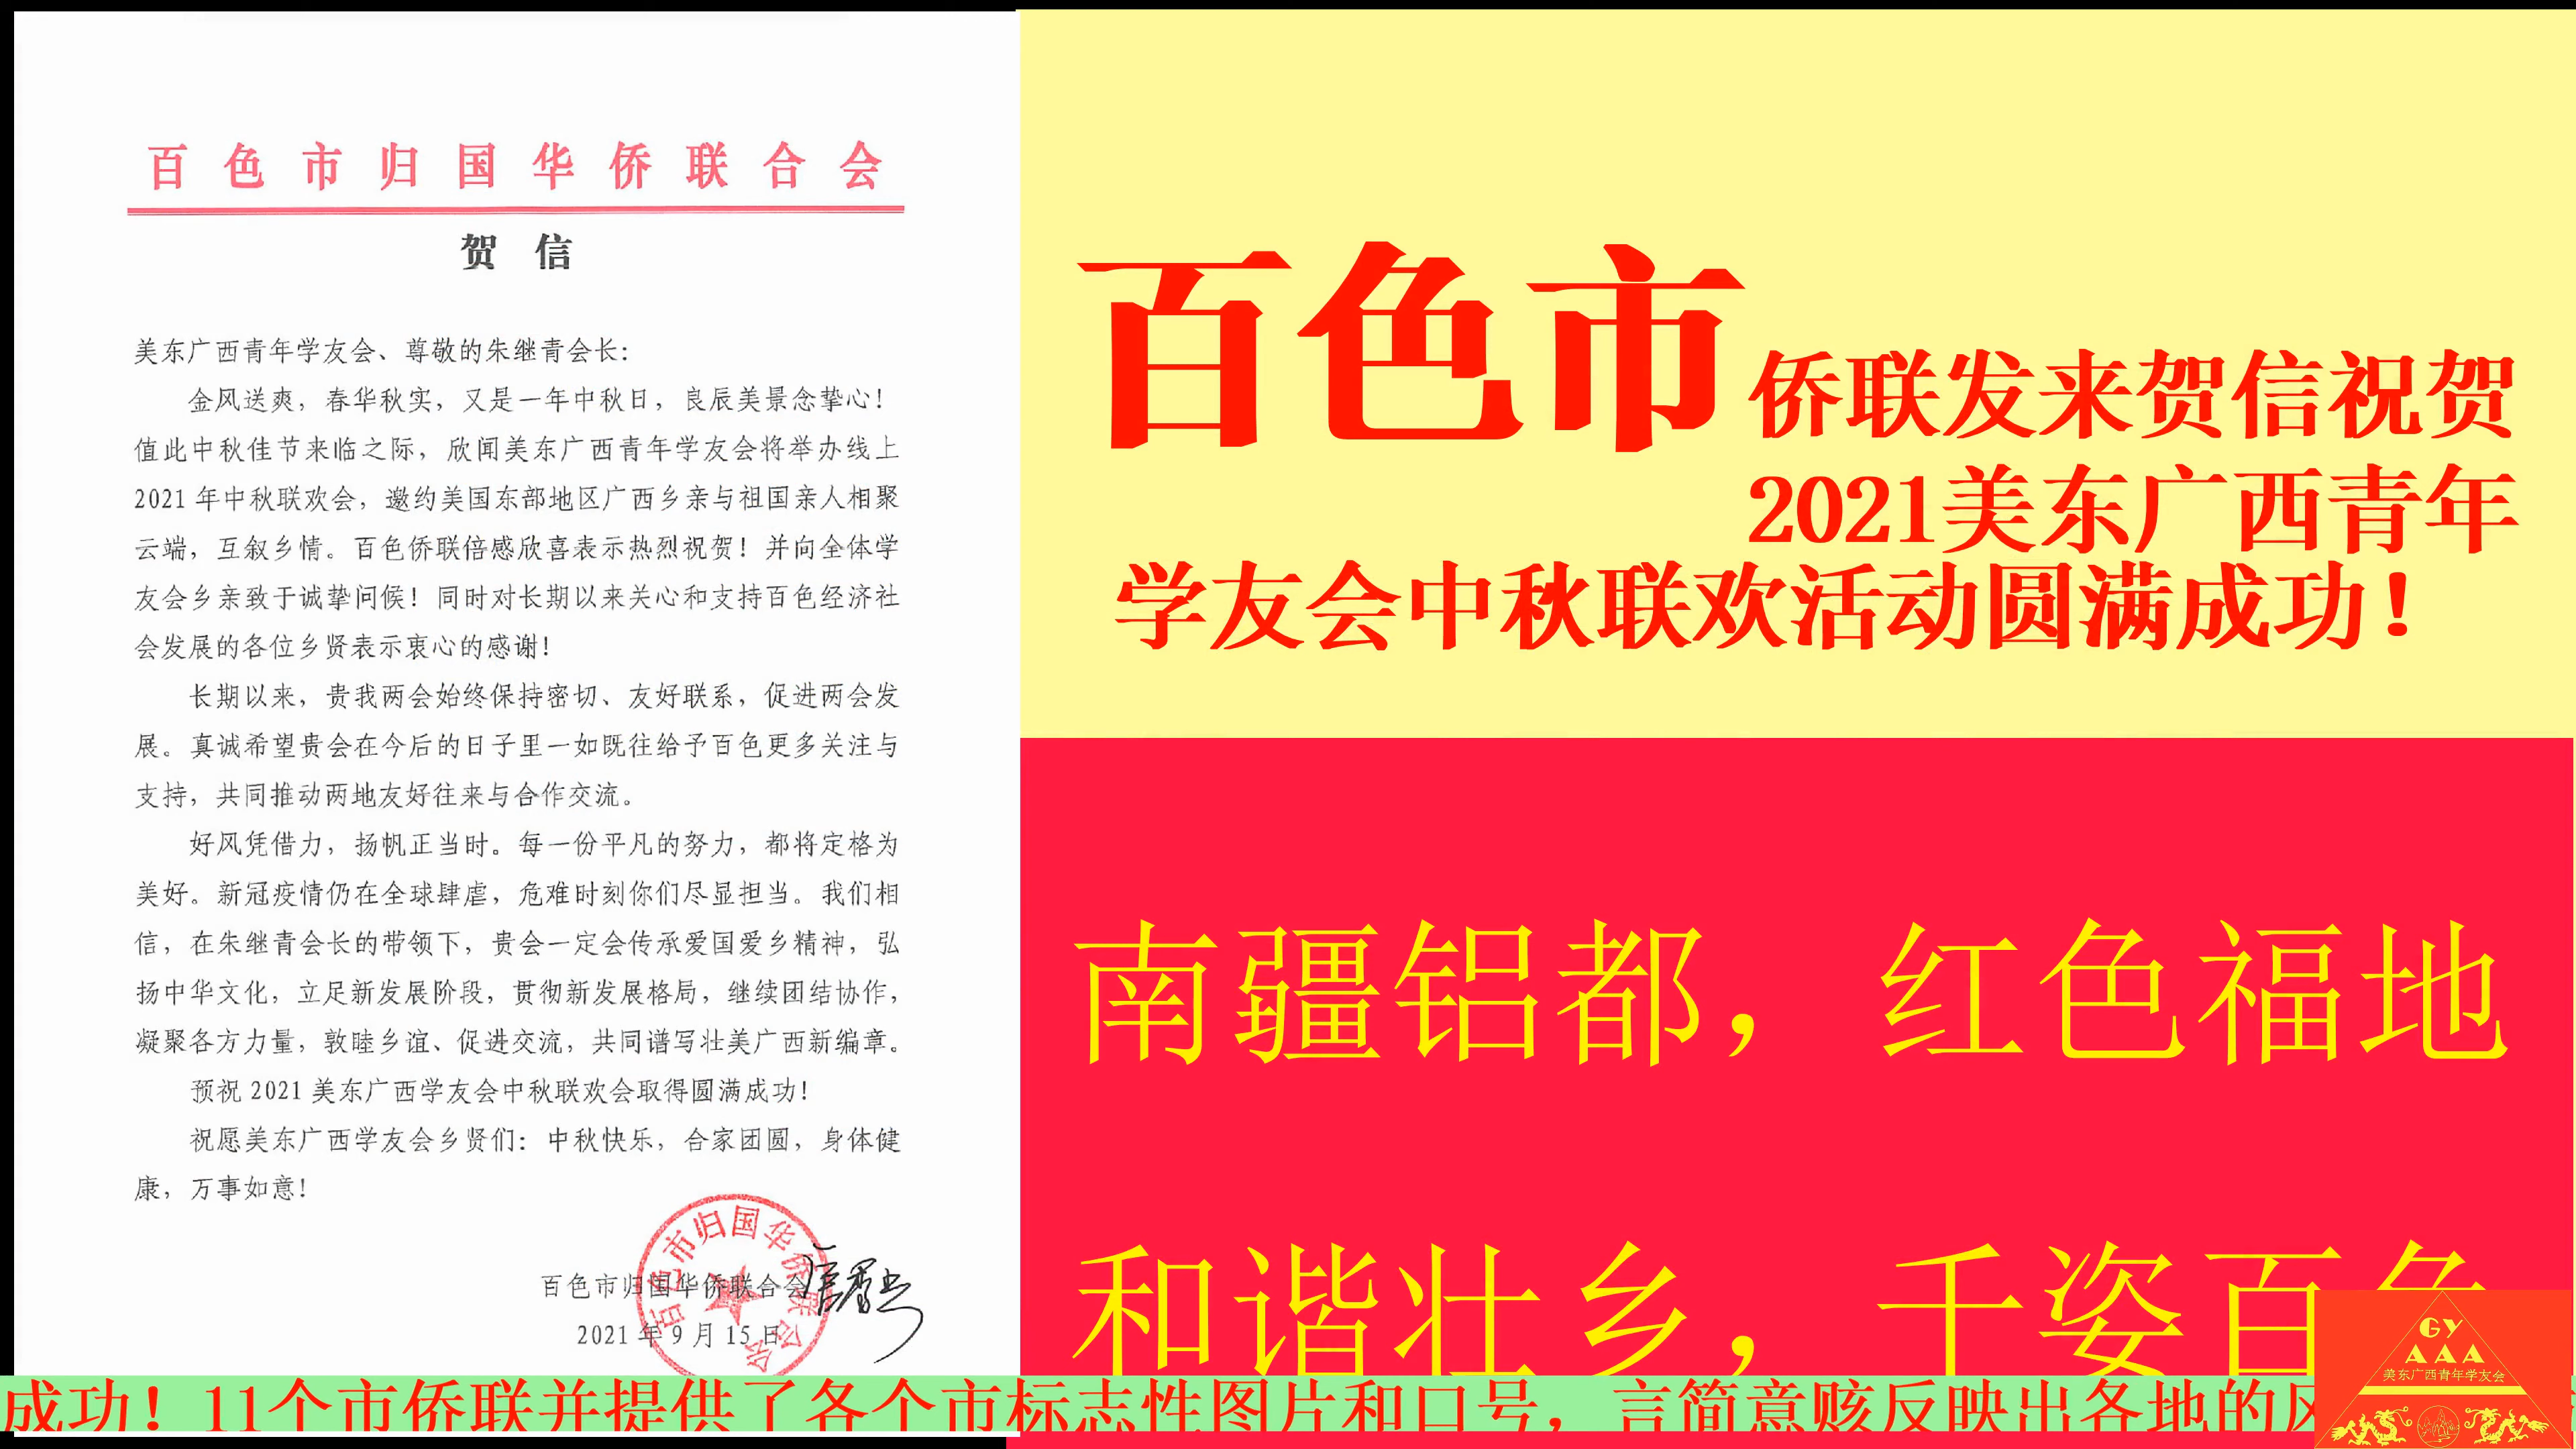 百色市归国华侨联合会
贺 信
美东广西青年学友会、尊敬的朱继青会长：
金风送爽，春华秋实，又是一年中秋日，良辰美景念挚心！
值此中秋佳节来临之际，欣闻美东广西青年学友会将举办线上
2021 年中秋联欢会，邀约美国东部地区广西乡亲与祖国亲人相聚
云端，互叙乡情。百色侨联倍感欣喜表示热烈祝贺！并向全体学
友会乡亲致于诚挚问候！同时对长期以来关心和支持百色经济社
会发展的各位乡贤表示衷心的感谢！
长期以来，贵我两会始终保持密切、友好联系，促进两会发
展。真诚希望贵会在今后的日子里一如既往给予百色更多关注与
支持，共同推动两地友好往来与合作交流。
好风凭借力，扬帆正当时。每一份平凡的努力，都将定格为
美好。新冠疫情仍在全球肆虐，危难时刻你们尽显担当。我们相
信，在朱继青会长的带领下，贵会一定会传承爱国爱乡精神，弘
扬中华文化，立足新发展阶段，贯彻新发展格局，继续团结协作，
凝聚各方力量，敦睦乡谊、促进交流，共同谱写壮美广西新编章。
预祝 2021 美东广西学友会中秋联欢会取得圆满成功！
祝愿美东广西学友会乡贤们：中秋快乐，合家团圆，身体健
康，万事如意！
百色市归国华侨联合会
百色市归国华侨联合会
2021 年 9 月 15 日
百色市侨联发来贺信祝贺
2021美东广西青年
学友会中秋联欢活动圆满成功！
南疆铝都，红色福地
和谐壮乡，千姿百色
GY
AAA
美东广西青年学友会
成功！11个市侨联并提供了各个市标志性图片和口号，言简意赅反映出各地的风